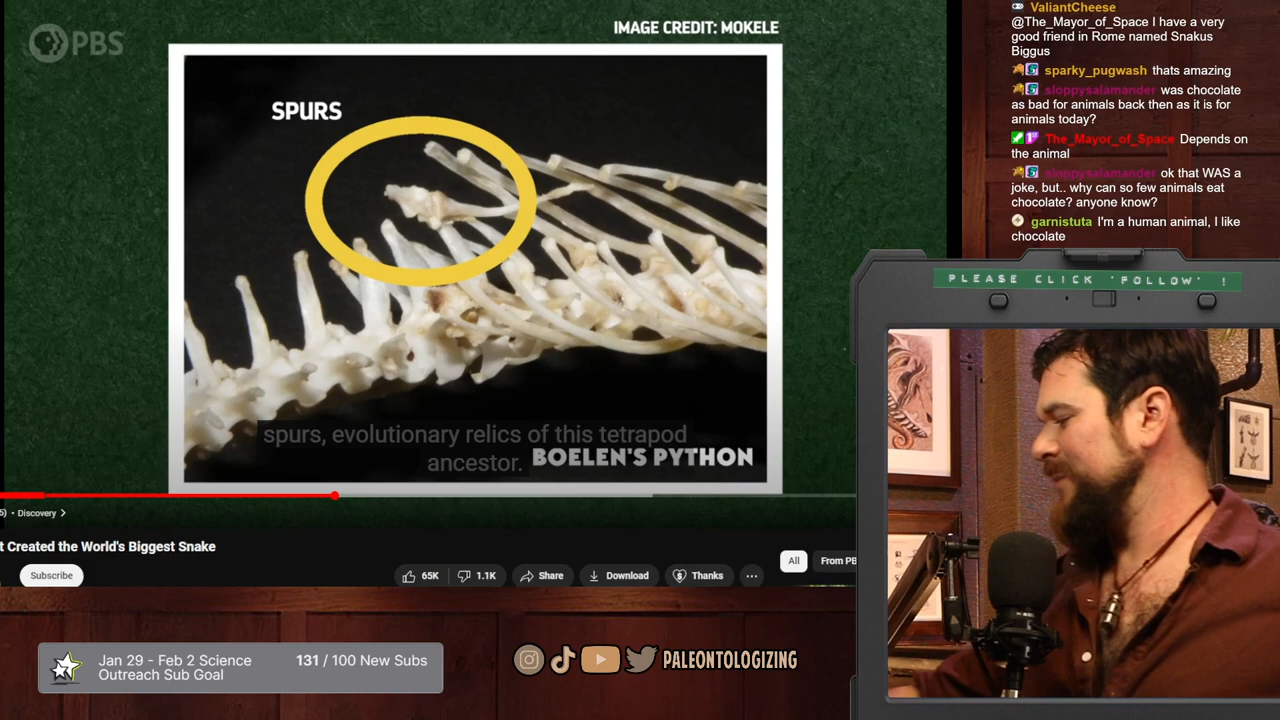 PBS
IMAGE CREDIT: MOKELE
SPURS
spurs, evolutionary relics of this tetrapod
ancestor.
BOELEN'S PYTHON
5) • Discovery
t Created the World's Biggest Snake
Subscribe
65K
1.1K
Share
Download
Thanks
...
All
From PB
Jan 29 - Feb 2 Science
Outreach Sub Goal
131 / 100 New Subs
PALEONTOLOGIZING
ValiantCheese
@The_Mayor_of_Space I have a very
good friend in Rome named Snakus
Biggus
sparky_pugwash thats amazing
sloppysalamander was chocolate
as bad for animals back then as it is for
animals today?
The_Mayor_of_Space Depends on
the animal
sloppysalamander ok that WAS a
joke, but.. why can so few animals eat
chocolate? anyone know?
garnistuta I'm a human animal, I like
chocolate
PLEASE CLICK 'FOLLOW' !